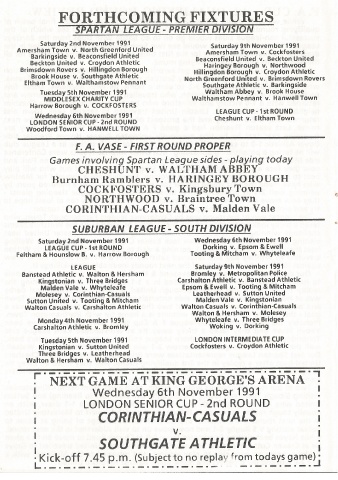 FORTHCOMING FIXTURES
SPARTAN LEAGUE - PREMIER DIVISION
Saturday 2nd November 1991
Amersham Town v. North Greenford United
Barkingside v. Beaconsfield United
Beckton United v. Croydon Athletic
Brimsdown Rovers v. Hillingdon Borough
Brook House v. Southgate Athletic
Eltham Town v. Walthamstow Pennant
Tuesday 5th November 1991
MIDDLESEX CHARITY CUP
Harrow Borough v. COCKFOSTERS
Wednesday 6th November 1991
LONDON SENIOR CUP - 2nd ROUND
Woodford Town v. HANWELL TOWN
Saturday 9th November 1991
Amersham Town v. Cockfosters
Beaconsfield United v. Beckton United
Haringey Borough v. Northwood
Hillingdon Borough v. Croydon Athletic
North Greenford United v. Brimsdown Rovers
Southgate Athletic v. Barkingside
Waltham Abbey v. Brook House
Walthamstow Pennant v. Hanwell Town
LEAGUE CUP - 1st ROUND
Cheshunt v. Eltham Town
F. A. VASE - FIRST ROUND PROPER
Games involving Spartan League sides - playing today
CHESHUNT v. WALTHAM ABBEY
Burnham Ramblers v. HARINGEY BOROUGH
COCKFOSTERS v. Kingsbury Town
NORTHWOOD v. Braintree Town
CORINTHIAN-CASUALS v. Malden Vale
SUBURBAN LEAGUE - SOUTH DIVISION
Saturday 2nd November 1991
LEAGUE CUP - 1st ROUND
Feltham & Hounslow B. v. Harrow Borough
LEAGUE
Banstead Athletic v. Walton & Hersham
Kingstonian v. Three Bridges
Malden Vale v. Whyteleafe
Molesey v. Corinthian-Casuals
Sutton United v. Tooting & Mitcham
Walton Casuals v. Carshalton Athletic
Monday 4th November 1991
Carshalton Athletic v. Bromley
Tuesday 5th November 1991
Kingstonian v. Sutton United
Three Bridges v. Leatherhead
Walton & Hersham v. Walton Casuals
Wednesday 6th November 1991
Dorking v. Epsom & Ewell
Tooting & Mitcham v. Whyteleafe
Saturday 9th November 1991
Bromley v. Metropolitan Police
Carshalton Athletic v. Banstead Athletic
Epsom & Ewell v. Tooting & Mitcham
Leatherhead v. Sutton United
Malden Vale v. Kingstonian
Walton Casuals v. Corinthian-Casuals
Walton & Hersham v. Molesey
Whyteleafe v. Three Bridges
Woking v. Dorking
LONDON INTERMEDIATE CUP
Cockfosters v. Croydon Athletic
NEXT GAME AT KING GEORGE'S ARENA
Wednesday 6th November 1991
LONDON SENIOR CUP - 2nd ROUND
CORINTHIAN-CASUALS
v.
SOUTHGATE ATHLETIC
Kick-off 7.45 p.m. (Subject to no replay from todays game)